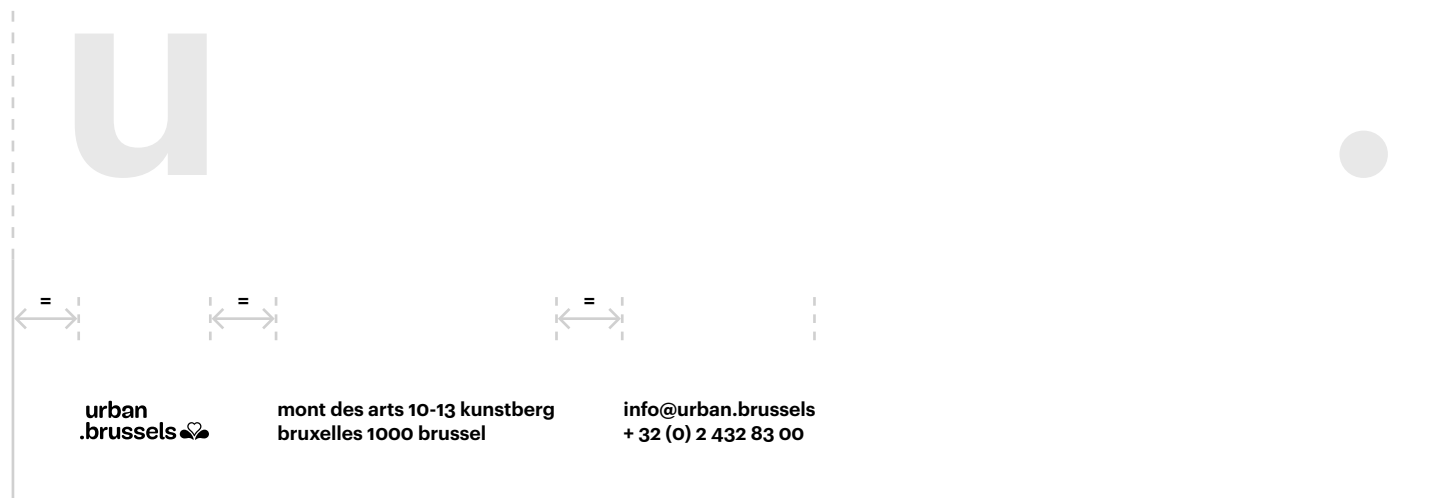 u .
= = =
urban
.brussels
mont des arts 10-13 kunstberg
bruxelles 1000 brussel
info@urban.brussels
+ 32 (0) 2 432 83 00